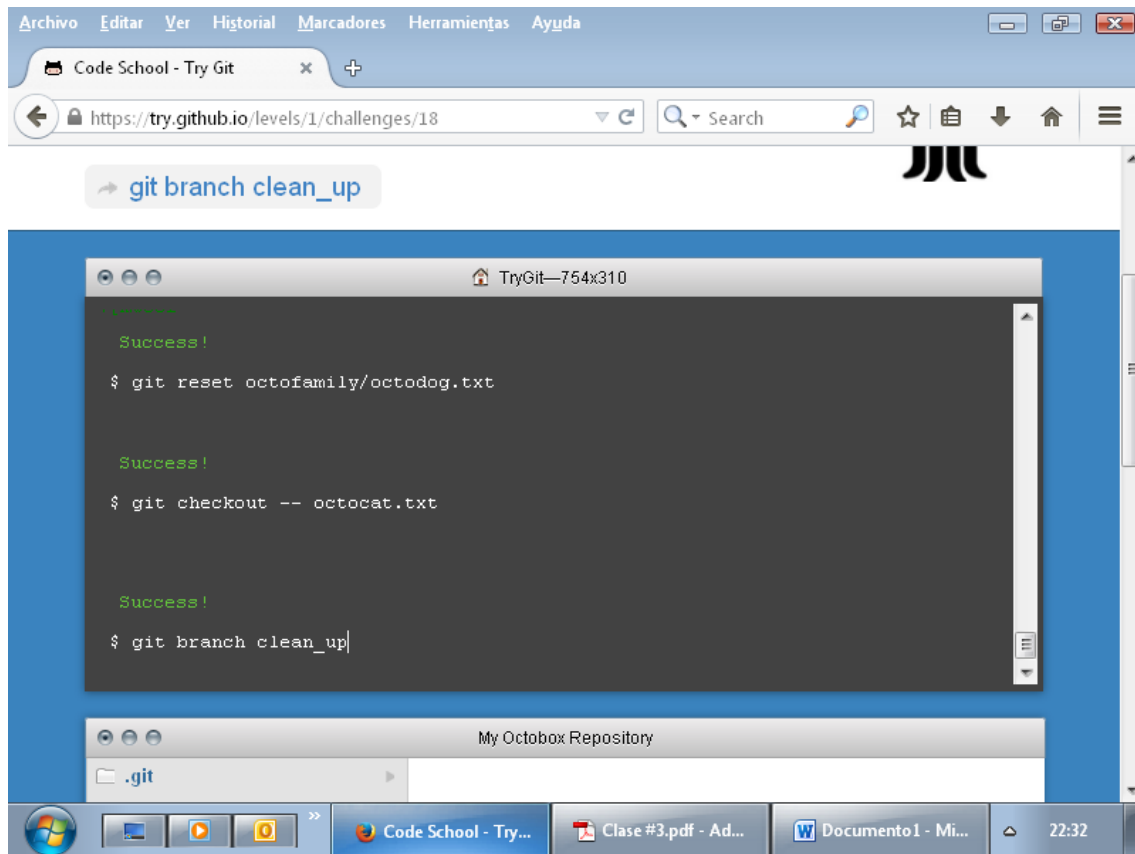 Archivo Editar Ver Historial Marcadores Herramientas Ayuda
Code School - Try Git
https://try.github.io/levels/1/challenges/18
Search
git branch clean_up
TryGit—754x310
Success!
$ git reset octofamily/octodog.txt
Success!
$ git checkout -- octocat.txt
Success!
$ git branch clean_up
My Octobox Repository
.git
Code School - Try...
Clase #3.pdf - Ad...
Documento1 - Mi...
22:32